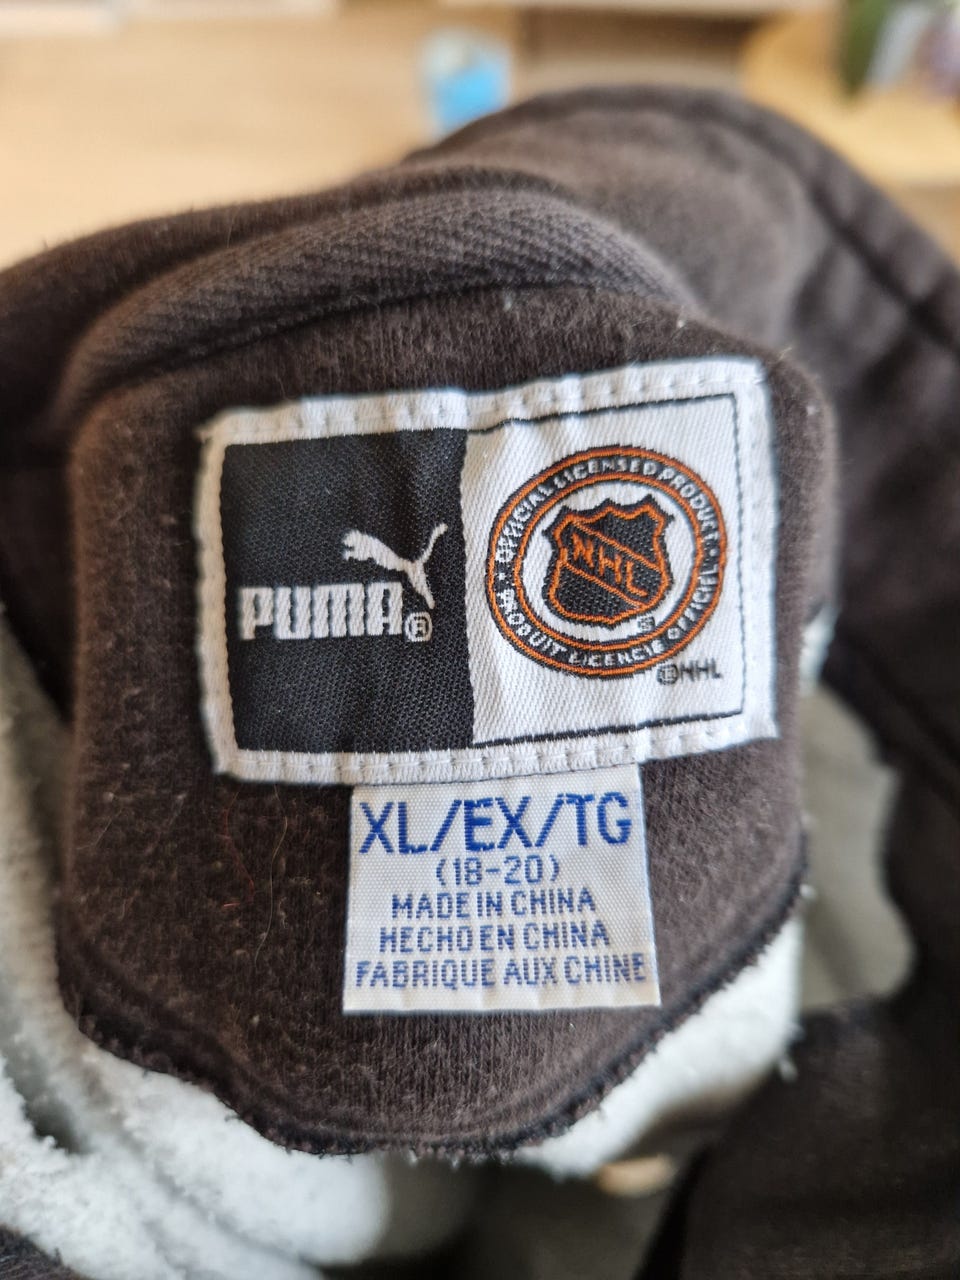 PUMA®
OFFICIAL LICENSED PRODUCT
NHL
®
PRODUIT LICENCIE OFFICIEL
©NHL
XL/EX/TG
(18-20)
MADE IN CHINA
HECHO EN CHINA
FABRIQUE AUX CHINE